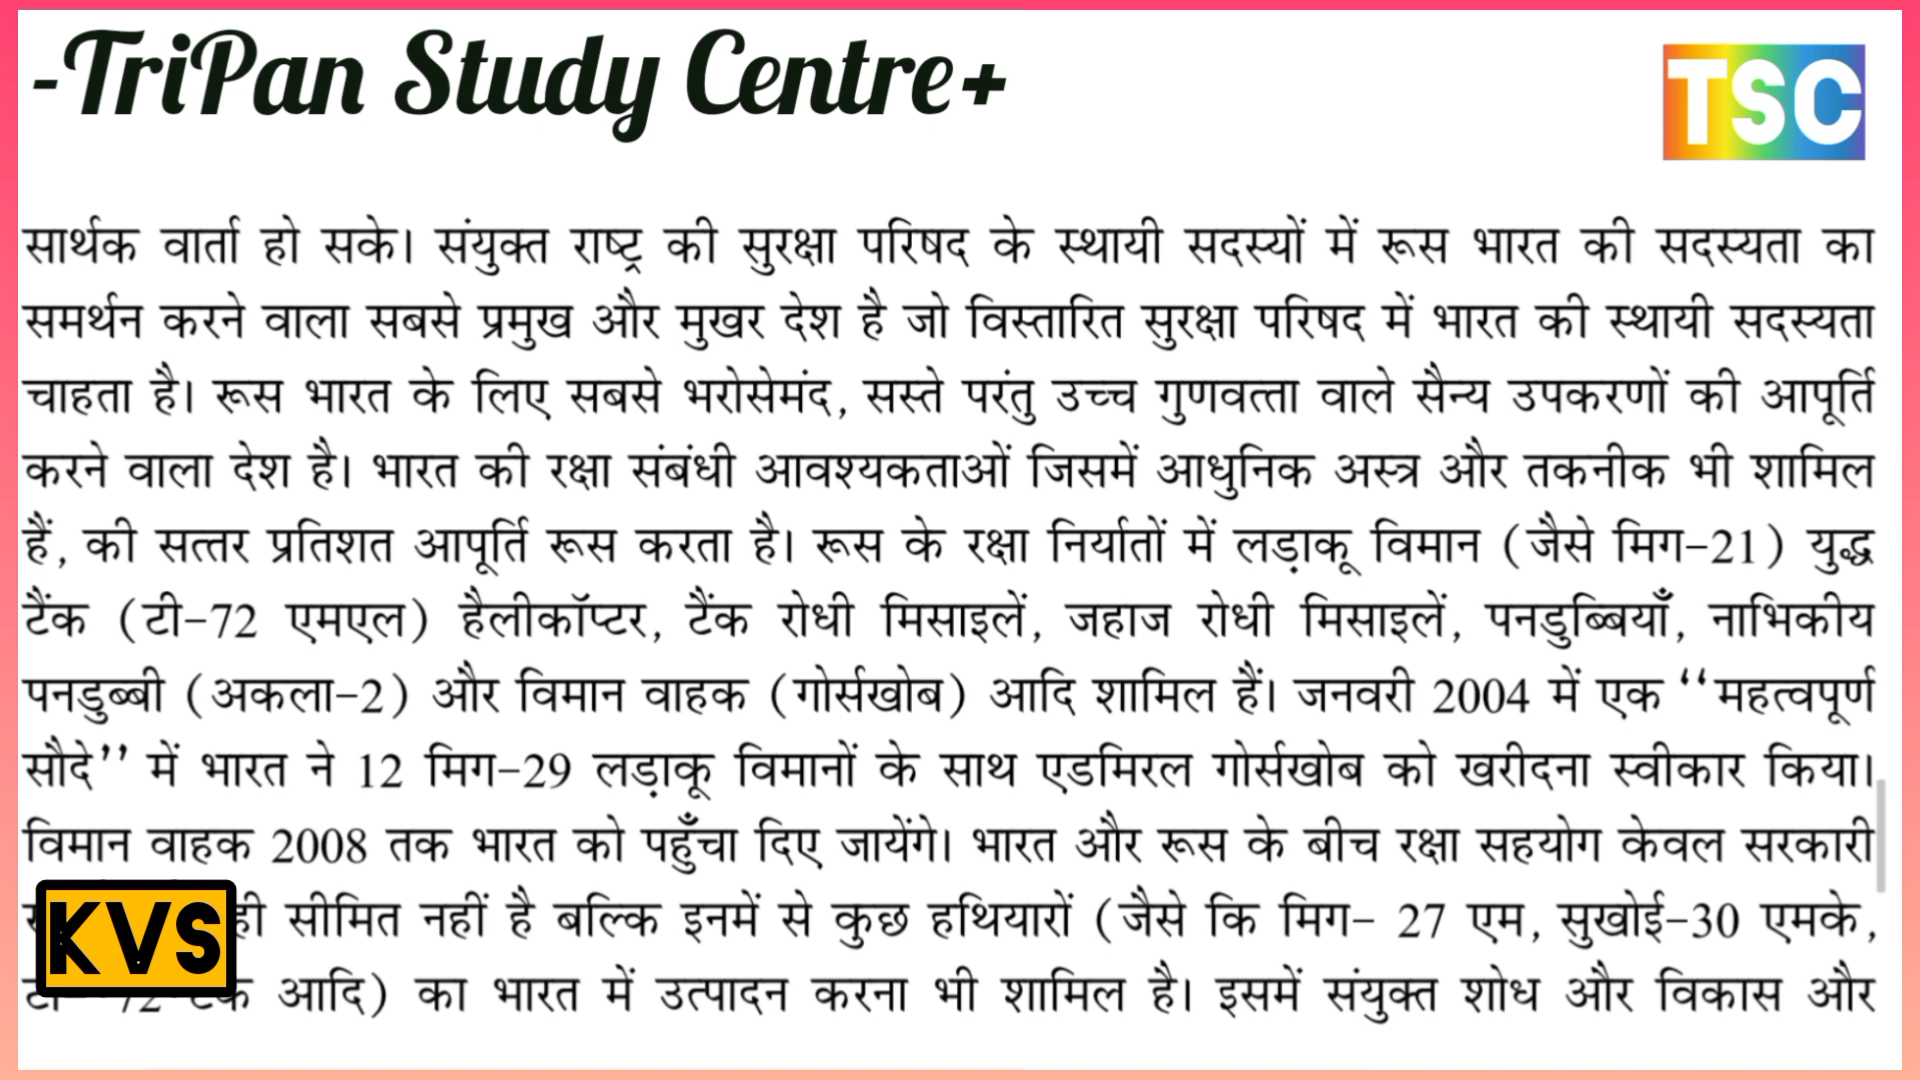 -TriPan Study Centre+
TSC
सार्थक वार्ता हो सके। संयुक्त राष्ट्र की सुरक्षा परिषद के स्थायी सदस्यों में रूस भारत की सदस्यता का
समर्थन करने वाला सबसे प्रमुख और मुखर देश है जो विस्तारित सुरक्षा परिषद में भारत की स्थायी सदस्यता
चाहता है। रूस भारत के लिए सबसे भरोसेमंद, सस्ते परंतु उच्च गुणवत्ता वाले सैन्य उपकरणों की आपूर्ति
करने वाला देश है। भारत की रक्षा संबंधी आवश्यकताओं जिसमें आधुनिक अस्त्र और तकनीक भी शामिल
हैं, की सत्तर प्रतिशत आपूर्ति रूस करता है। रूस के रक्षा निर्यातों में लड़ाकू विमान (जैसे मिग-21) युद्ध
टैंक (टी-72 एमएल) हैलीकॉप्टर, टैंक रोधी मिसाइलें, जहाज रोधी मिसाइलें, पनडुब्बियाँ, नाभिकीय
पनडुब्बी (अकला-2) और विमान वाहक (गोर्सखोब) आदि शामिल हैं। जनवरी 2004 में एक “महत्वपूर्ण
सौदे” में भारत ने 12 मिग-29 लड़ाकू विमानों के साथ एडमिरल गोर्सखोब को खरीदना स्वीकार किया।
विमान वाहक 2008 तक भारत को पहुँचा दिए जायेंगे। भारत और रूस के बीच रक्षा सहयोग केवल सरकारी
ही सीमित नहीं है बल्कि इनमें से कुछ हथियारों (जैसे कि मिग- 27 एम, सुखोई-30 एमके,
KVS
आदि) का भारत में उत्पादन करना भी शामिल है। इसमें संयुक्त शोध और विकास और